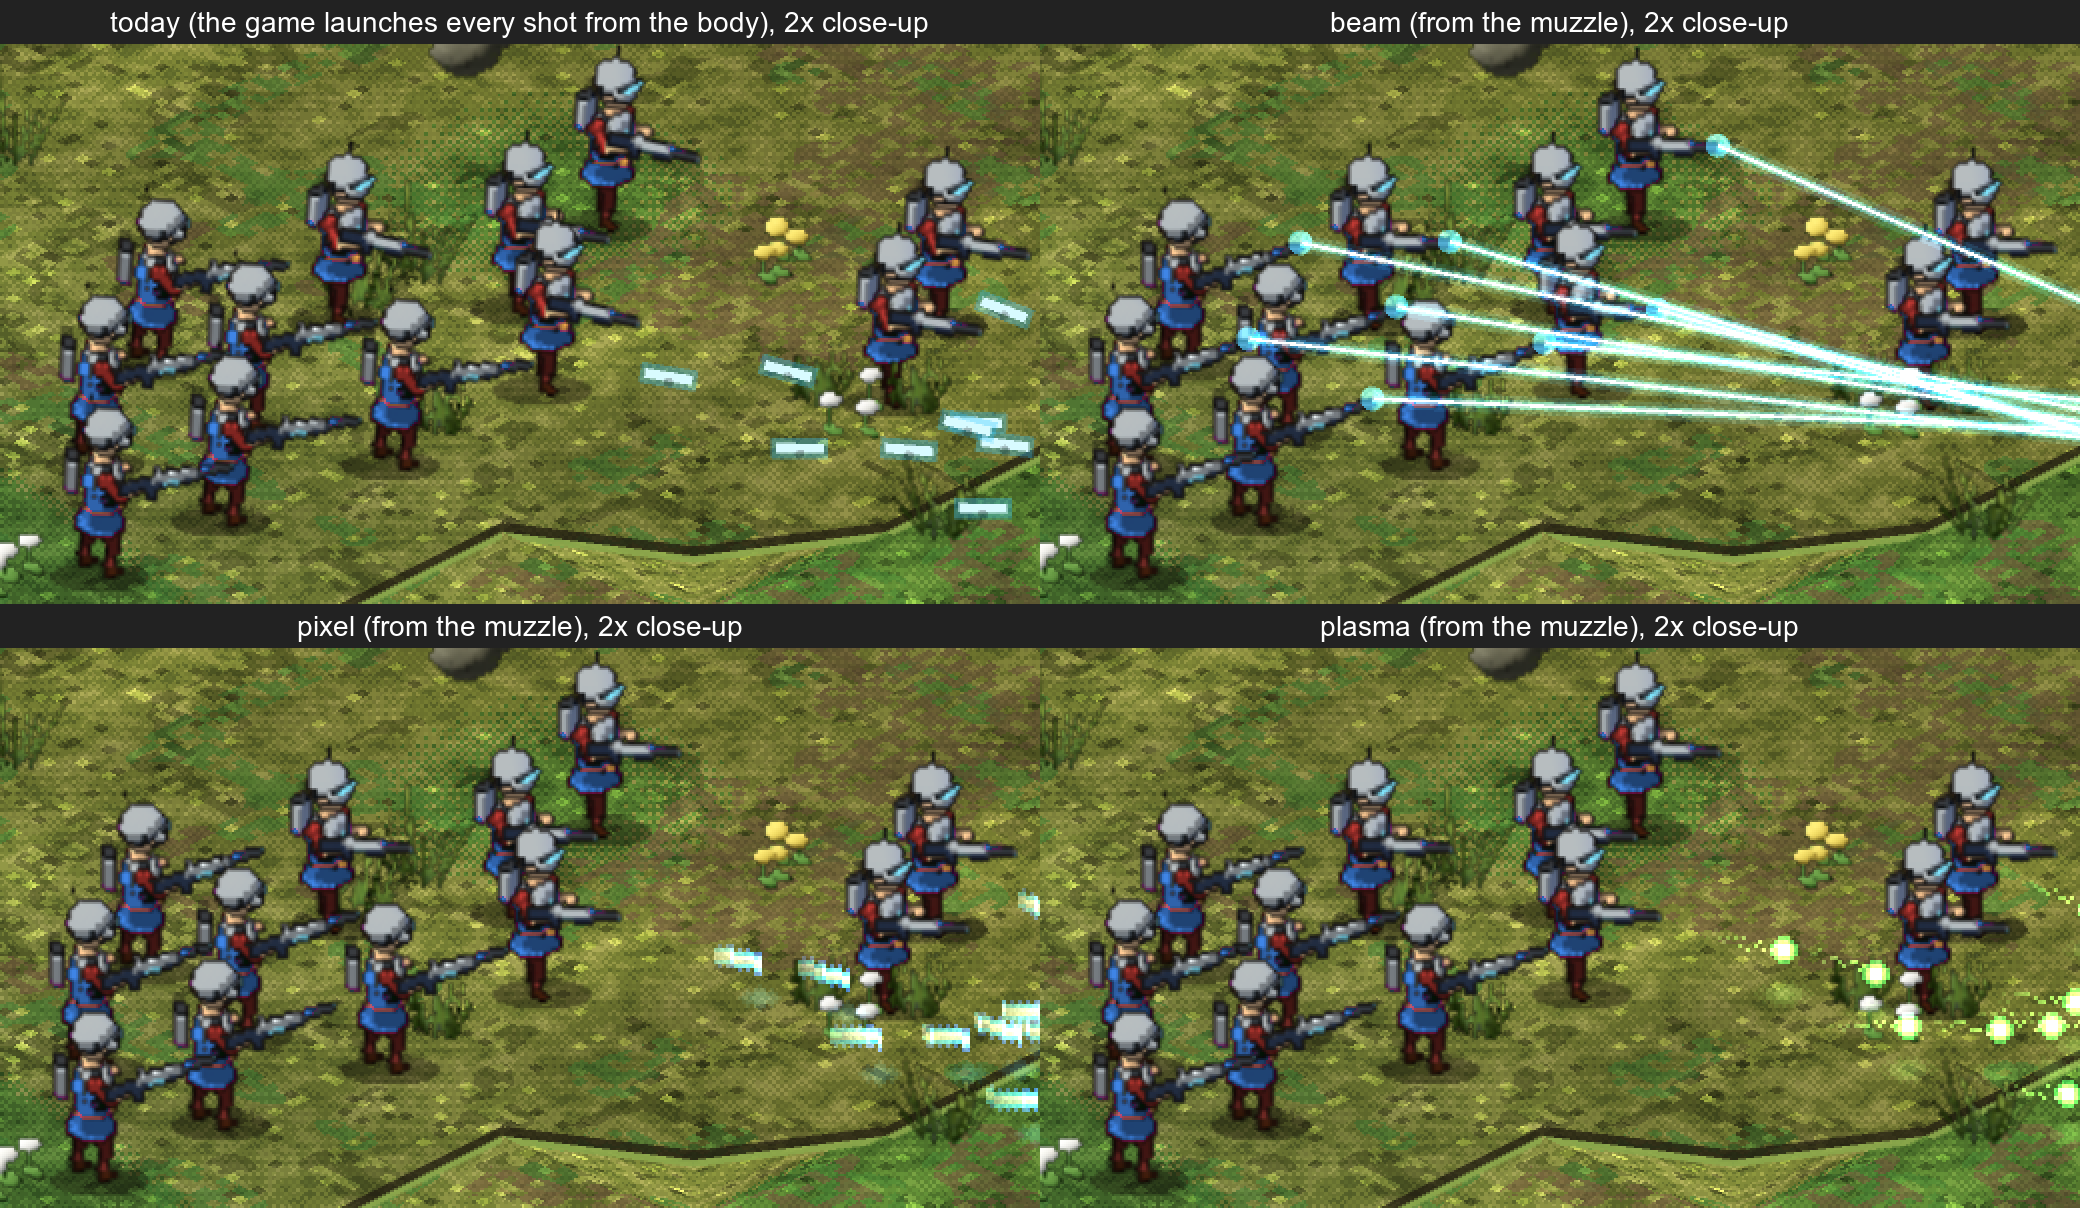 today (the game launches every shot from the body), 2x close-up
beam (from the muzzle), 2x close-up
pixel (from the muzzle), 2x close-up
plasma (from the muzzle), 2x close-up